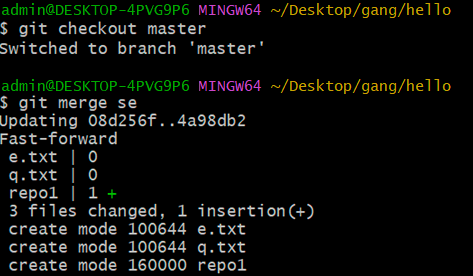 admin@DESKTOP-4PVG9P6 MINGW64 ~/Desktop/gang/hello
$ git checkout master
Switched to branch 'master'
admin@DESKTOP-4PVG9P6 MINGW64 ~/Desktop/gang/hello
$ git merge se
Updating 08d256f..4a98db2
Fast-forward
 e.txt | 0
 q.txt | 0
 repo1 | 1 +
 3 files changed, 1 insertion(+)
 create mode 100644 e.txt
 create mode 100644 q.txt
 create mode 160000 repo1